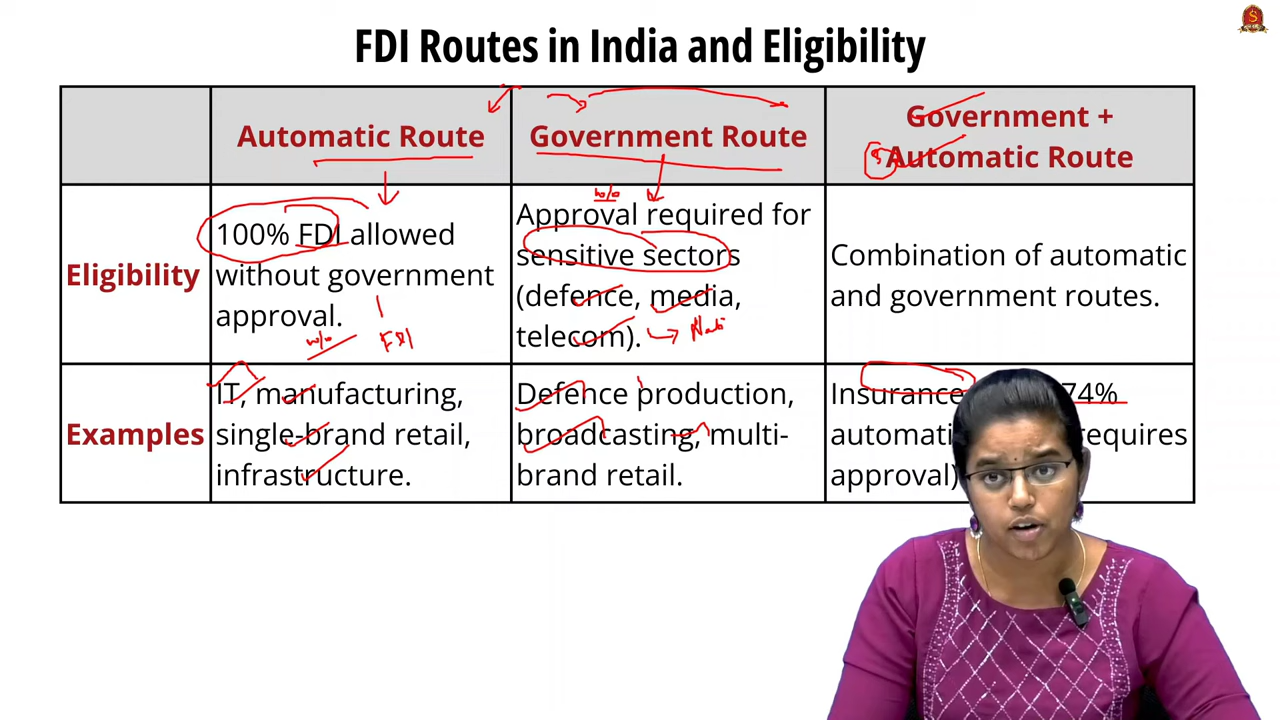 FDI Routes in India and Eligibility
Automatic Route
Government Route
Government +
Automatic Route
Eligibility
100% FDI allowed
without government
approval.
w/o
FDI
w/o
Approval required for
sensitive sectors
(defence, media,
telecom).
Combination of automatic
and government routes.
Examples
IT, manufacturing,
single-brand retail,
infrastructure.
Defence production,
broadcasting, multi-
brand retail.
Insurance 74%
requires
approval)